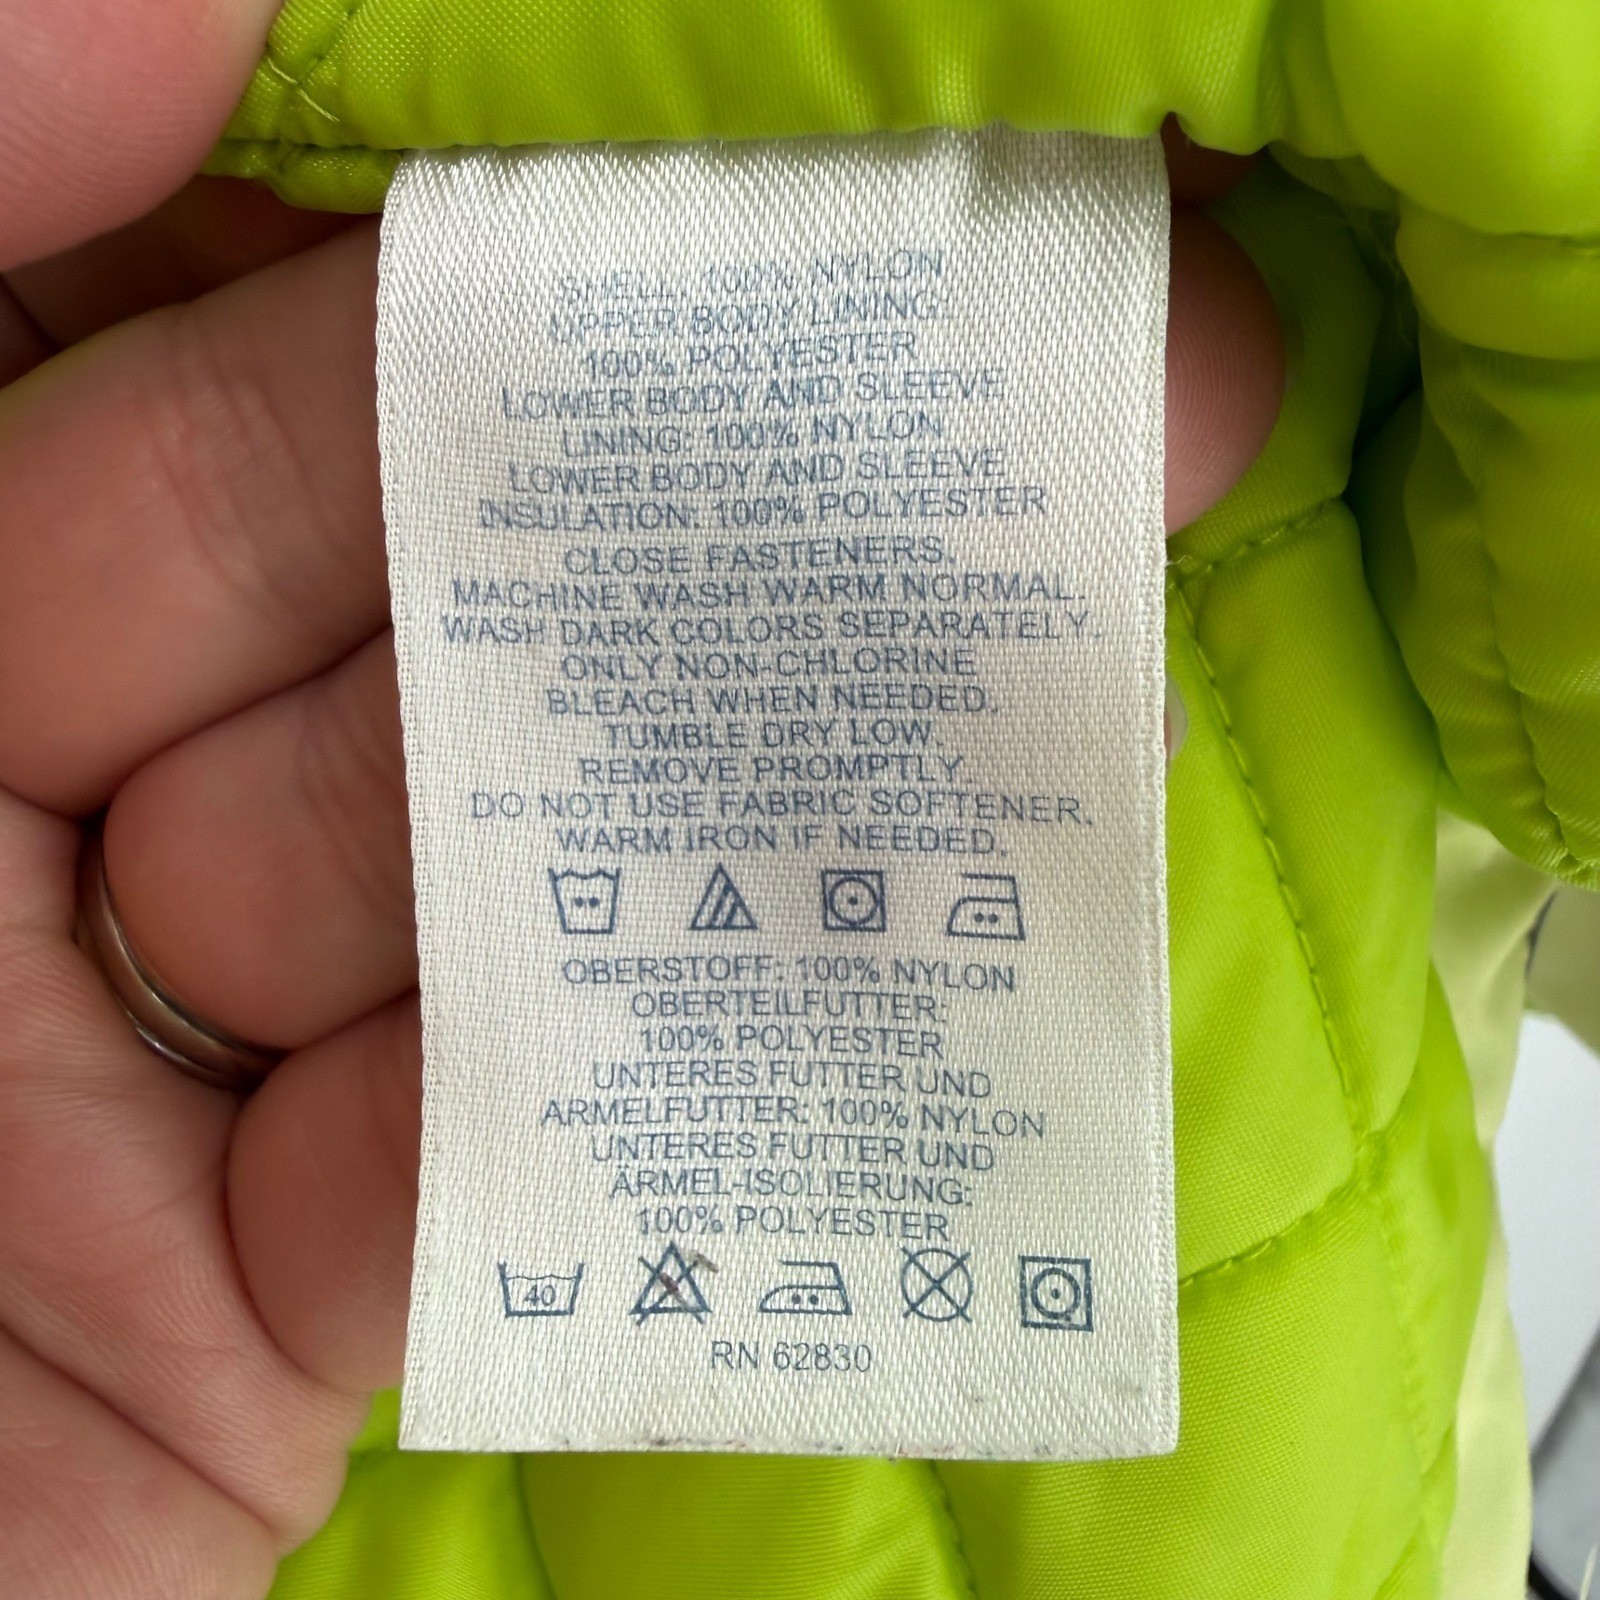 SHELL: 100% NYLON
UPPER BODY LINING:
100% POLYESTER
LOWER BODY AND SLEEVE
LINING: 100% NYLON
LOWER BODY AND SLEEVE
INSULATION: 100% POLYESTER
CLOSE FASTENERS.
MACHINE WASH WARM NORMAL.
WASH DARK COLORS SEPARATELY.
ONLY NON-CHLORINE
BLEACH WHEN NEEDED.
TUMBLE DRY LOW.
REMOVE PROMPTLY.
DO NOT USE FABRIC SOFTENER.
WARM IRON IF NEEDED.
OBERSTOFF: 100% NYLON
OBERTEILFUTTER:
100% POLYESTER
UNTERES FUTTER UND
ARMELFUTTER: 100% NYLON
UNTERES FUTTER UND
ÄRMEL-ISOLIERUNG:
100% POLYESTER
40
RN 62830